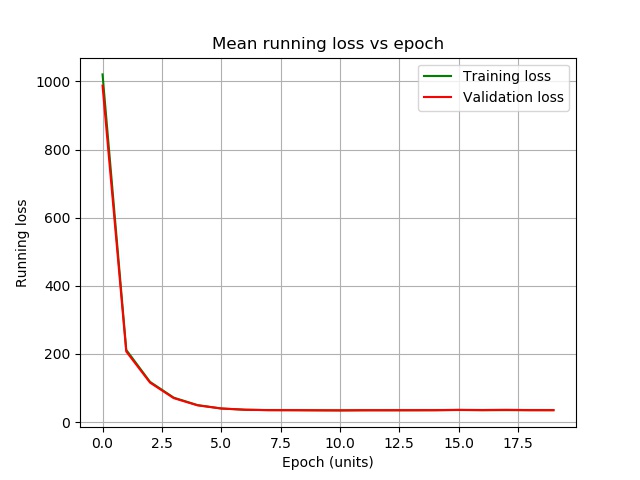 Mean running loss vs epoch
Training loss
Validation loss
Running loss
1000
800
600
400
200
0
0.0 2.5 5.0 7.5 10.0 12.5 15.0 17.5
Epoch (units)